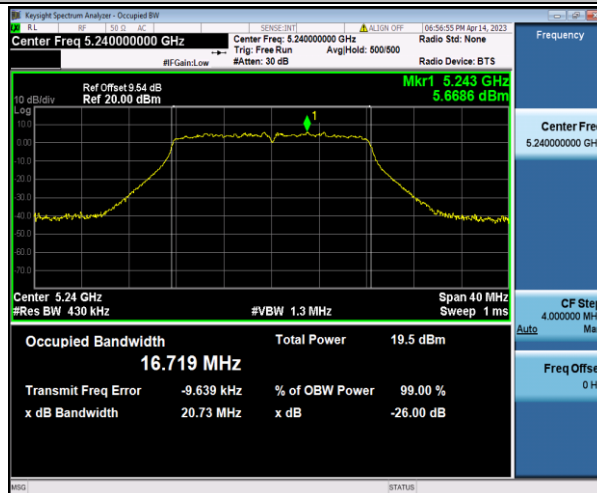 Keysight Spectrum Analyzer - Occupied BW
RL RF 50 Ω AC SENSE:INT ALIGN OFF 06:56:55 PM Apr 14, 2023
Center Freq 5.240000000 GHz
Center Freq: 5.240000000 GHz
Radio Std: None
Trig: Free Run Avg|Hold: 500/500
#IFGain:Low #Atten: 30 dB Radio Device: BTS
Frequency
Ref Offset 9.54 dB
Mkr1 5.243 GHz
10 dB/div Ref 20.00 dBm 5.6686 dBm
Log
1
10.0
0.00
-10.0
-20.0
-30.0
-40.0
-50.0
-60.0
-70.0
Center 5.24 GHz Span 40 MHz
#Res BW 430 kHz #VBW 1.3 MHz Sweep 1 ms
Occupied Bandwidth Total Power 19.5 dBm
16.719 MHz
Transmit Freq Error -9.639 kHz % of OBW Power 99.00 %
x dB Bandwidth 20.73 MHz x dB -26.00 dB
Center Fre
5.240000000 GH
CF Step
4.000000 MH
Auto Ma
Freq Offse
0 H
MSG STATUS